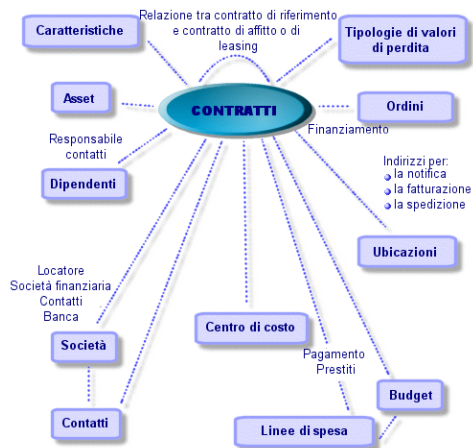 Relazione tra contratto di riferimento
e contratto di affitto o di
leasing
Caratteristiche
Tipologie di valori
di perdita
Asset
CONTRATTI
Ordini
Finanziamento
Responsabile
contatti
Dipendenti
Indirizzi per:
la notifica
la fatturazione
la spedizione
Ubicazioni
Locatore
Società finanziaria
Contatti
Banca
Società
Centro di costo
Pagamento
Prestiti
Budget
Contatti
Linee di spesa